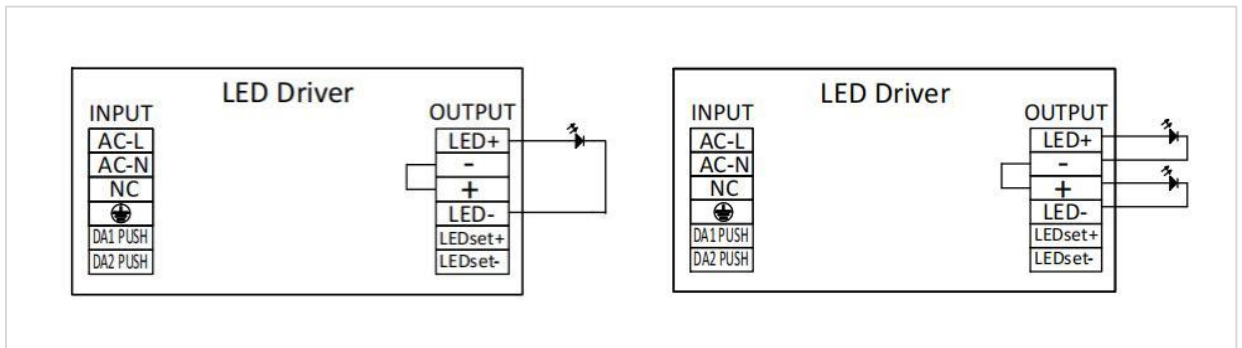 LED Driver
INPUT
OUTPUT
AC-L
LED+
AC-N
-
NC
+
LED-
DA1 PUSH
LEDset+
DA2 PUSH
LEDset-
LED Driver
INPUT
OUTPUT
AC-L
LED+
AC-N
-
NC
+
LED-
DA1 PUSH
LEDset+
DA2 PUSH
LEDset-